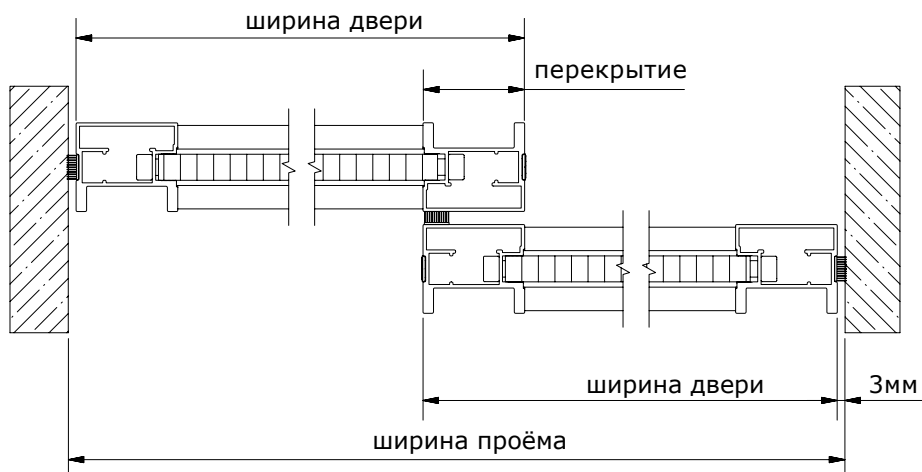 ширина двери
перекрытие
ширина двери
3мм
ширина проёма